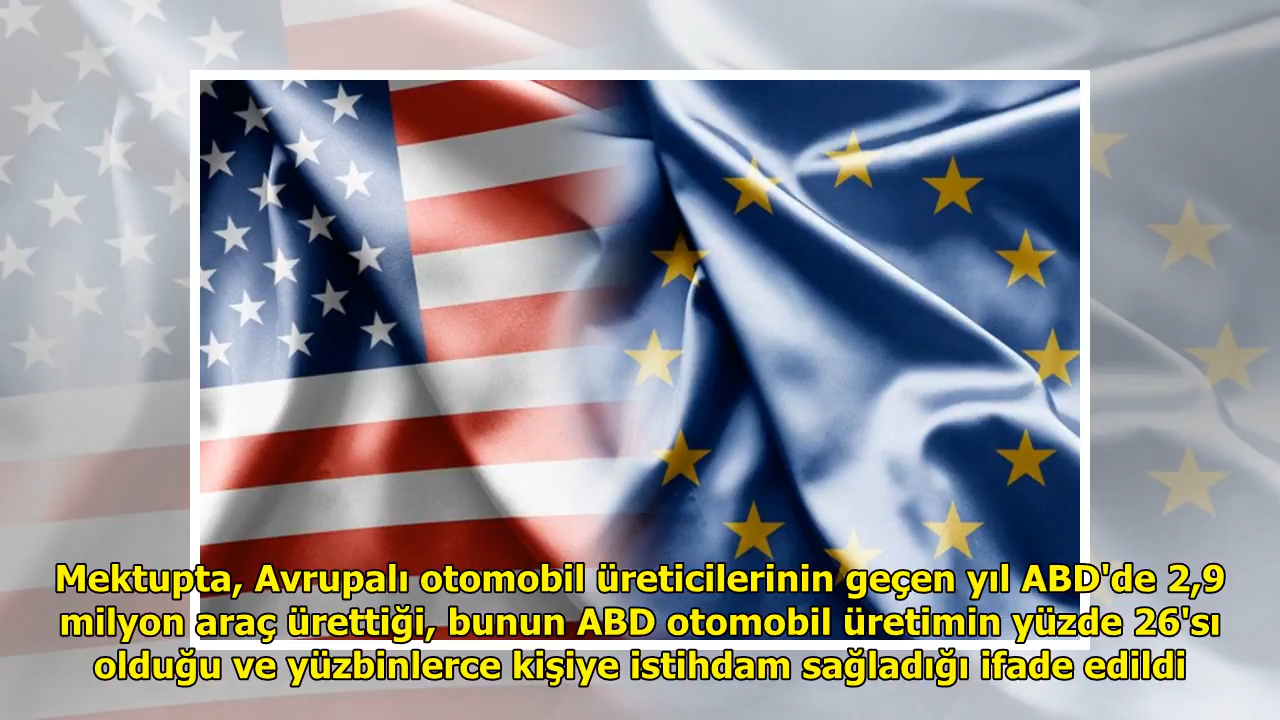 Mektupta, Avrupalı otomobil üreticilerinin geçen yıl ABD'de 2,9
milyon araç ürettiği, bunun ABD otomobil üretimin yüzde 26'sı
olduğu ve yüzbinlerce kişiye istihdam sağladığı ifade edildi